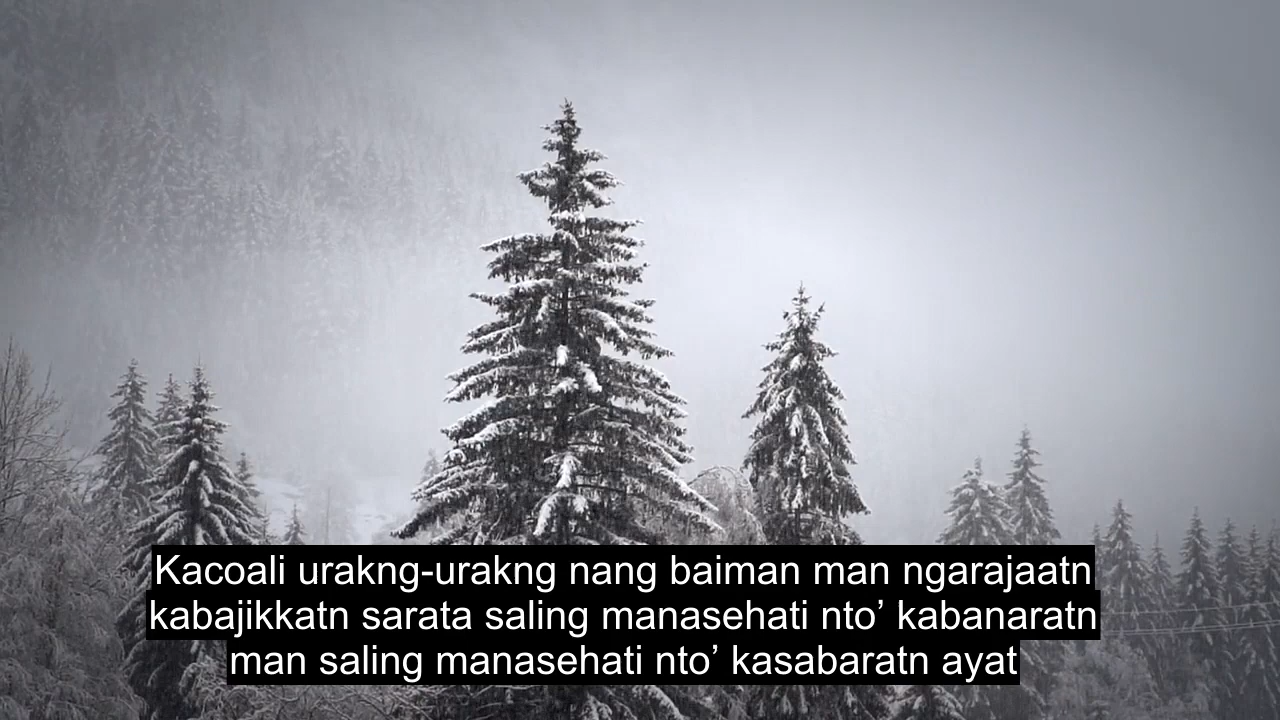 Kacoali urakng-urakng nang baiman man ngarajaatn
kabajikkatn sarata saling manasehati nto’ kabanaratn
man saling manasehati nto’ kasabaratn ayat